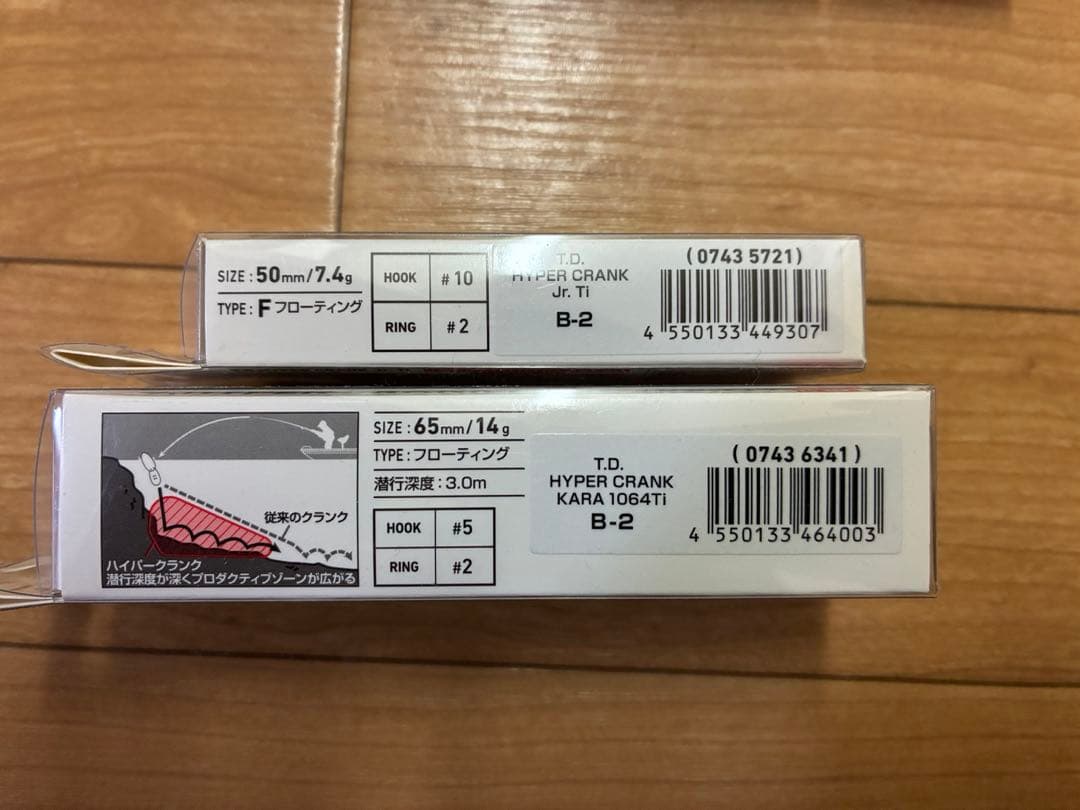 SIZE : 50mm/7.4g
TYPE : F フローティング
HOOK #10
RING #2
T.D.
HYPER CRANK
Jr. Ti
B-2
(0743 5721)
4 550133 449307
従来のクランク
ハイパークランク
潜行深度が深くプロダクティブゾーンが広がる
SIZE : 65mm/14g
TYPE : フローティング
潜行深度 : 3.0m
HOOK #5
RING #2
T.D.
HYPER CRANK
KARA 1064Ti
B-2
(0743 6341)
4 550133 464003